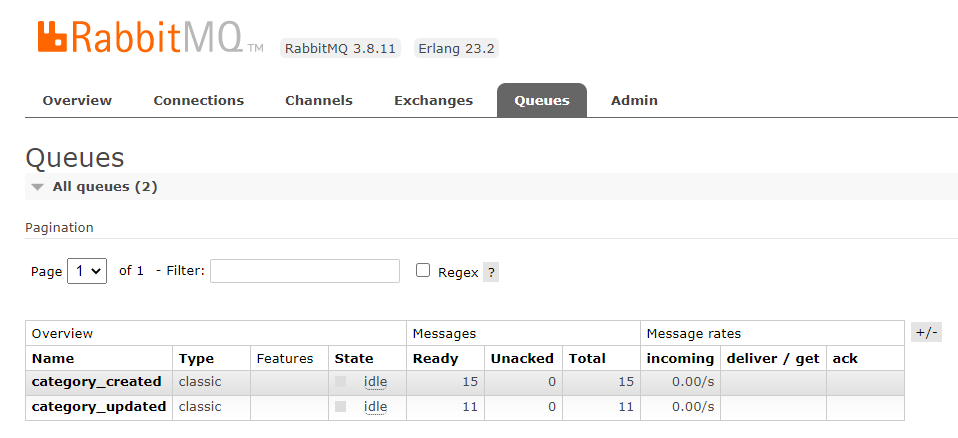 RabbitMQ TM RabbitMQ 3.8.11 Erlang 23.2
Overview Connections Channels Exchanges Queues Admin
Queues
All queues (2)
Pagination
Page 1 of 1 - Filter: Regex ?
Overview Messages Message rates +/-
Name Type Features State Ready Unacked Total incoming deliver / get ack
category_created classic idle 15 0 15 0.00/s
category_updated classic idle 11 0 11 0.00/s